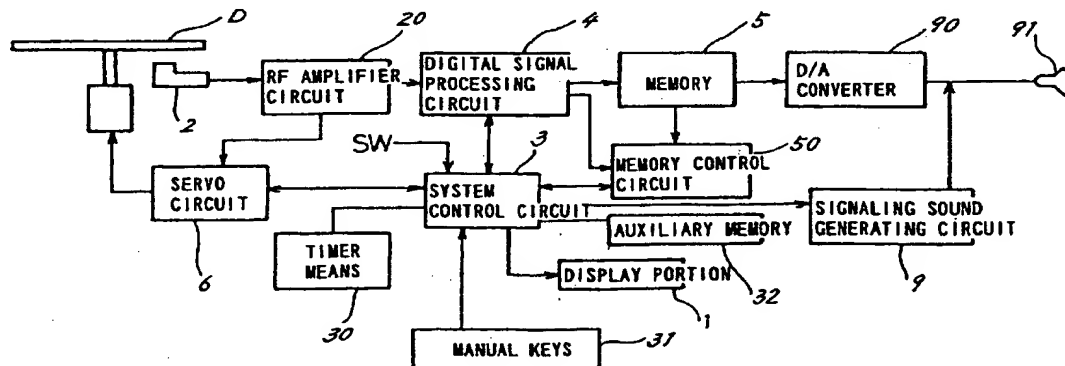 D
20
4
5
90
91
RF AMPLIFIER
CIRCUIT
DIGITAL SIGNAL
PROCESSING
CIRCUIT
MEMORY
D/A
CONVERTER
2
SW
3
50
SERVO
CIRCUIT
SYSTEM
CONTROL CIRCUIT
MEMORY CONTROL
CIRCUIT
SIGNALING SOUND
GENERATING CIRCUIT
AUXILIARY MEMORY
6
TIMER
MEANS
DISPLAY PORTION
32
9
30
1
MANUAL KEYS
31